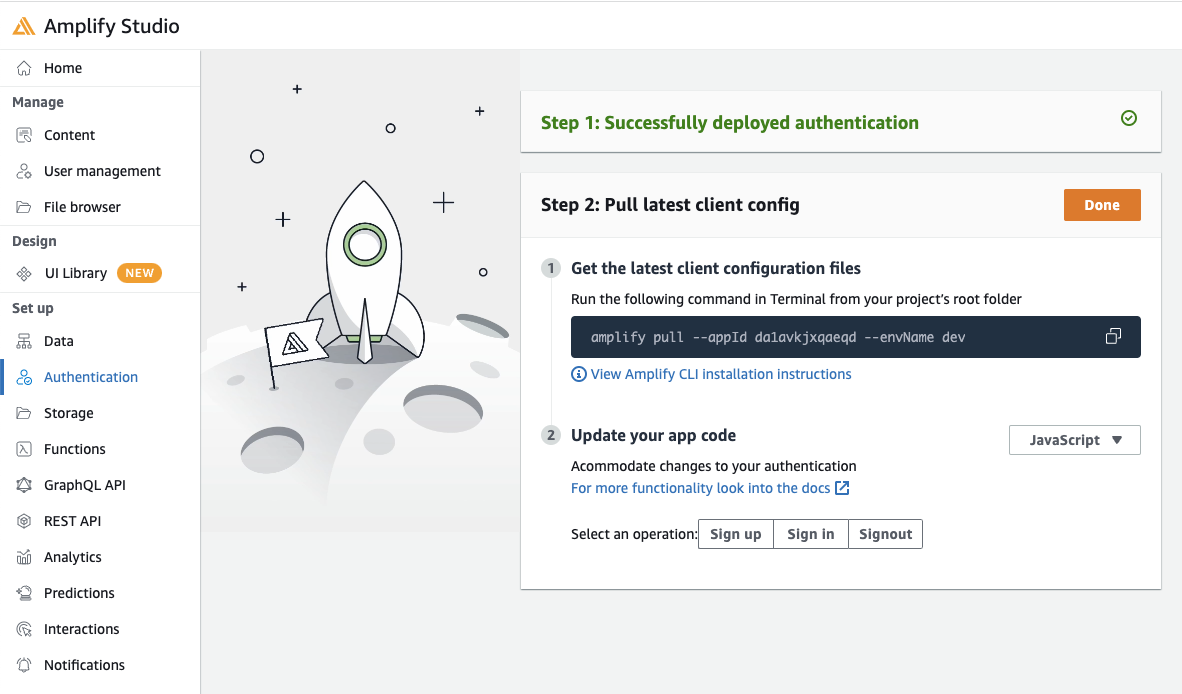 Amplify Studio
Home
Manage
Content
User management
File browser
Design
UI Library NEW
Set up
Data
Authentication
Storage
Functions
GraphQL API
REST API
Analytics
Predictions
Interactions
Notifications
Step 1: Successfully deployed authentication
Step 2: Pull latest client config
Done
1 Get the latest client configuration files
Run the following command in Terminal from your project's root folder
amplify pull --appId da1avkjxqaeqd --envName dev
View Amplify CLI installation instructions
2 Update your app code
JavaScript
Acommodate changes to your authentication
For more functionality look into the docs
Select an operation: Sign up Sign in Signout